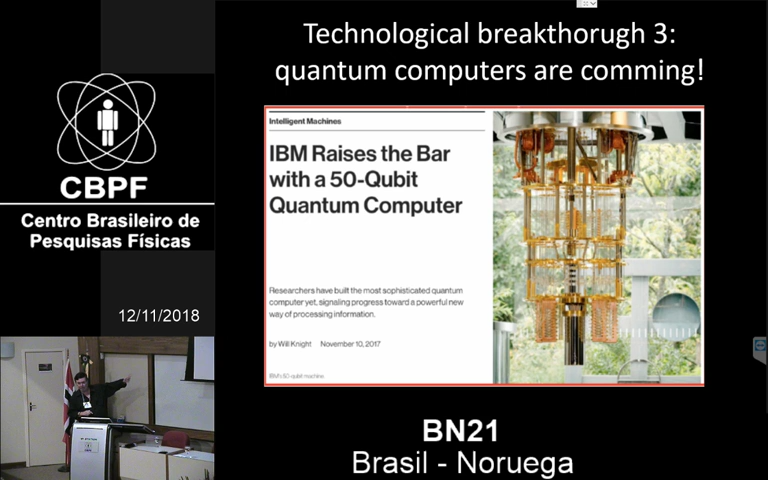 Technological breakthorugh 3:
quantum computers are comming!
CBPF
Centro Brasileiro de
Pesquisas Físicas
12/11/2018
Intelligent Machines
IBM Raises the Bar
with a 50-Qubit
Quantum Computer
Researchers have built the most sophisticated quantum
computer yet, signaling progress toward a powerful new
way of processing information.
by Will Knight November 10, 2017
IBM's 50-qubit machine.
BN21
Brasil - Noruega